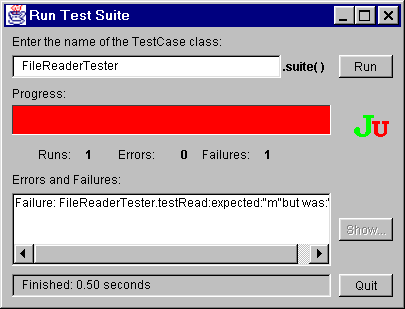 Run Test Suite
Enter the name of the TestCase class:
FileReaderTester .suite() Run
Progress:
JU
Runs: 1 Errors: 0 Failures: 1
Errors and Failures:
Failure: FileReaderTester.testRead:expected:"m"but was:"
Show...
Finished: 0.50 seconds Quit